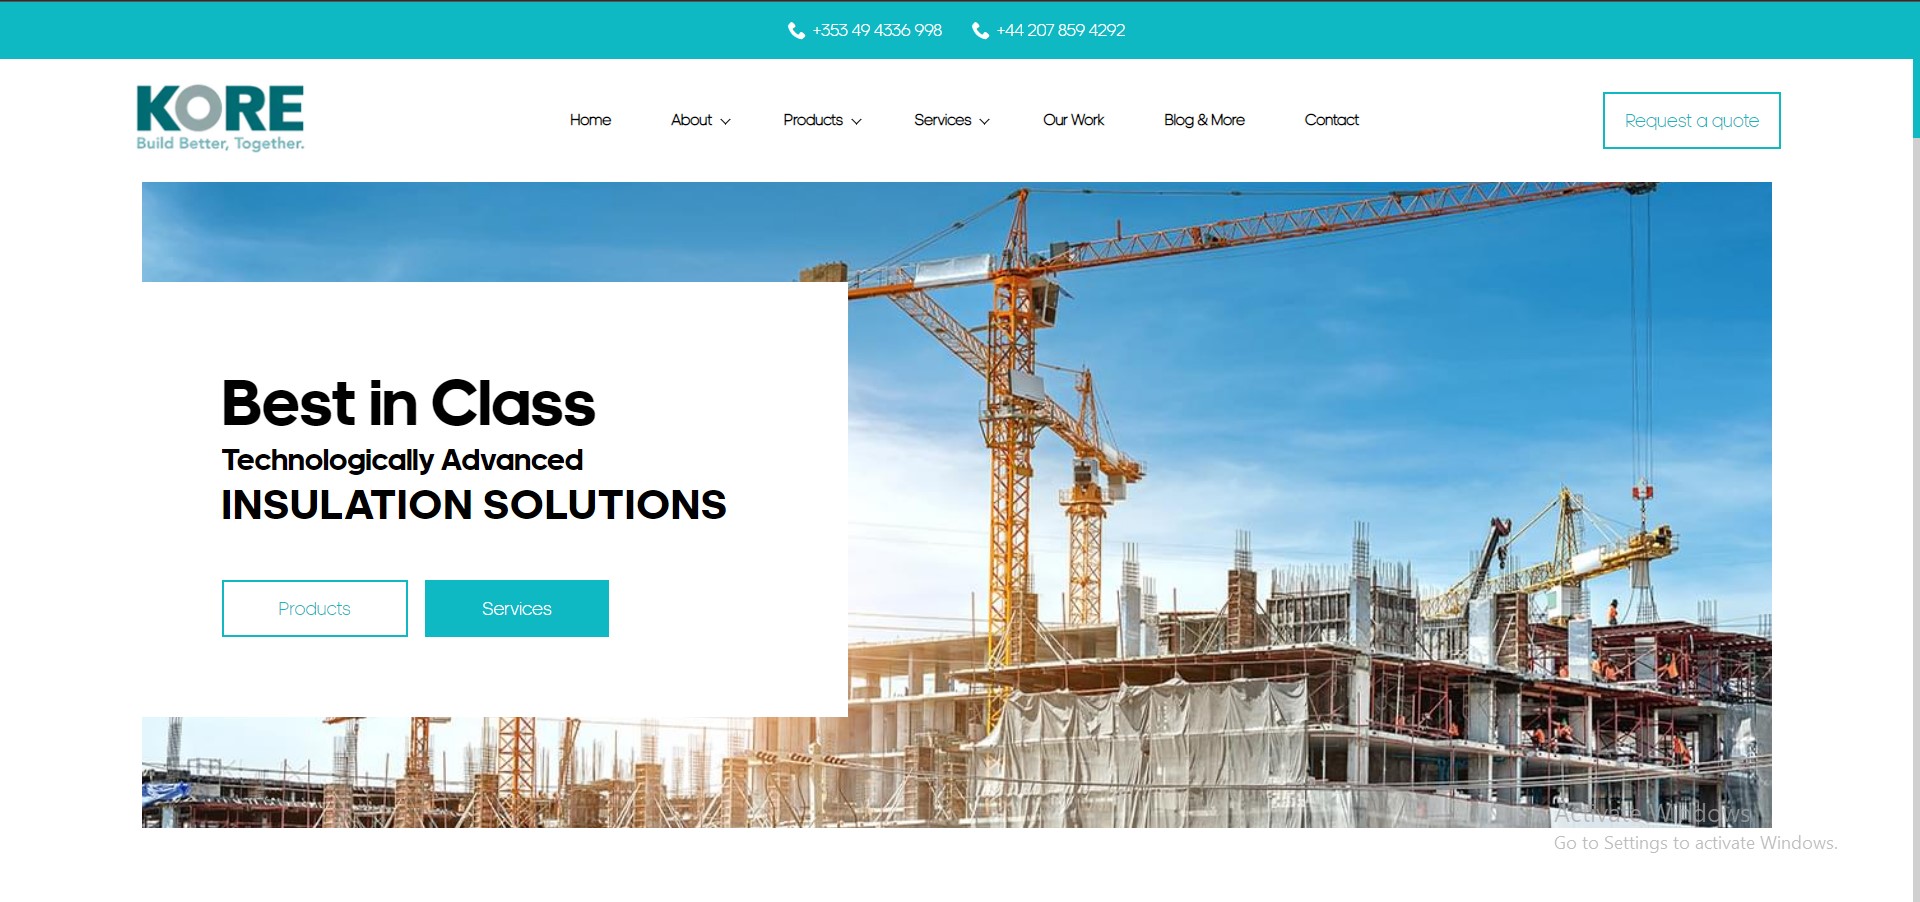 +353 49 4336 998 +44 207 859 4292
KORE
Build Better, Together.
Home About Products Services Our Work Blog & More Contact
Request a quote
Best in Class
Technologically Advanced
INSULATION SOLUTIONS
Products Services
Activate Windows
Go to Settings to activate Windows.